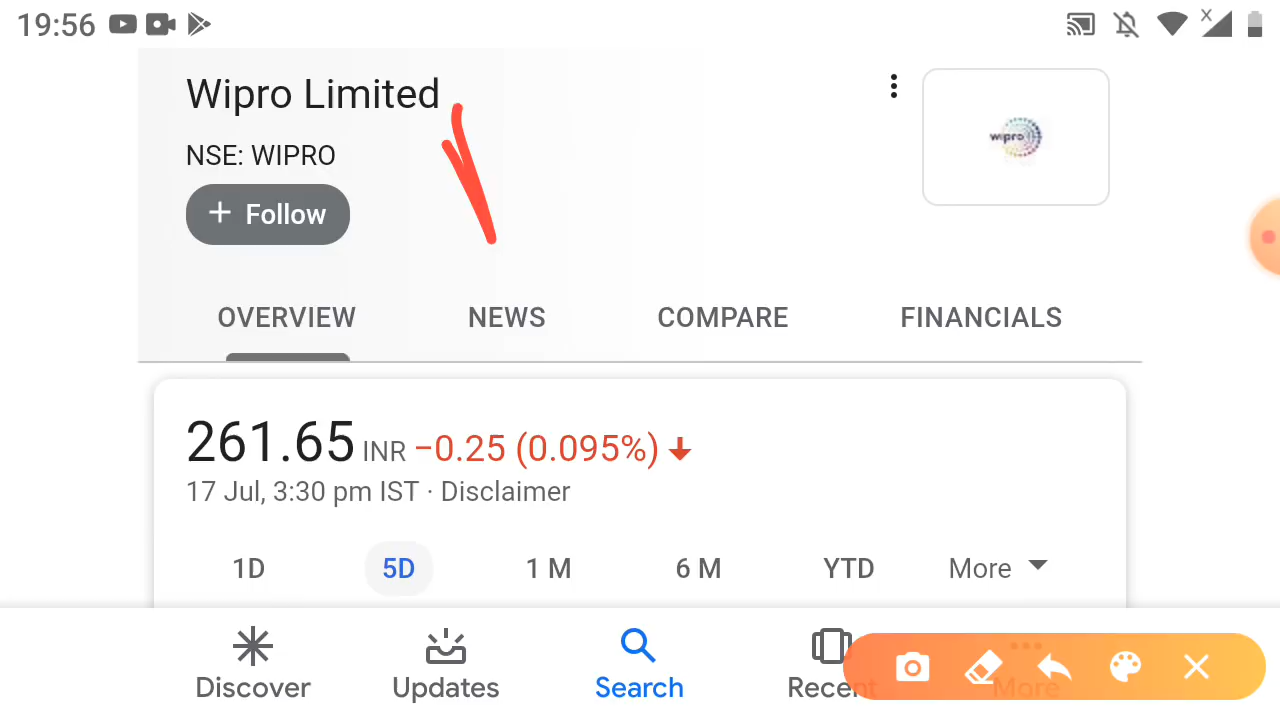 19:56
X
Wipro Limited
wipro
NSE: WIPRO
+ Follow
OVERVIEW NEWS COMPARE FINANCIALS
261.65 INR −0.25 (0.095%)
17 Jul, 3:30 pm IST · Disclaimer
1D 5D 1 M 6 M YTD More
Discover Updates Search Recent More